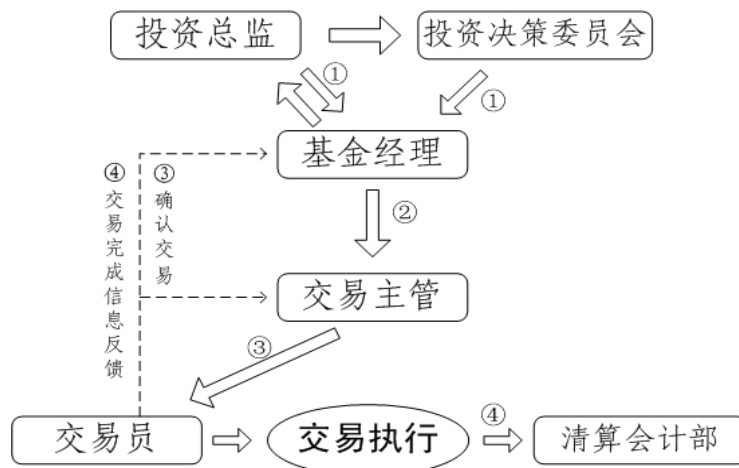 投资总监
投资决策委员会
①
①
基金经理
④交易完成信息反馈
③确认交易
②
交易主管
③
交易员
交易执行
④
清算会计部